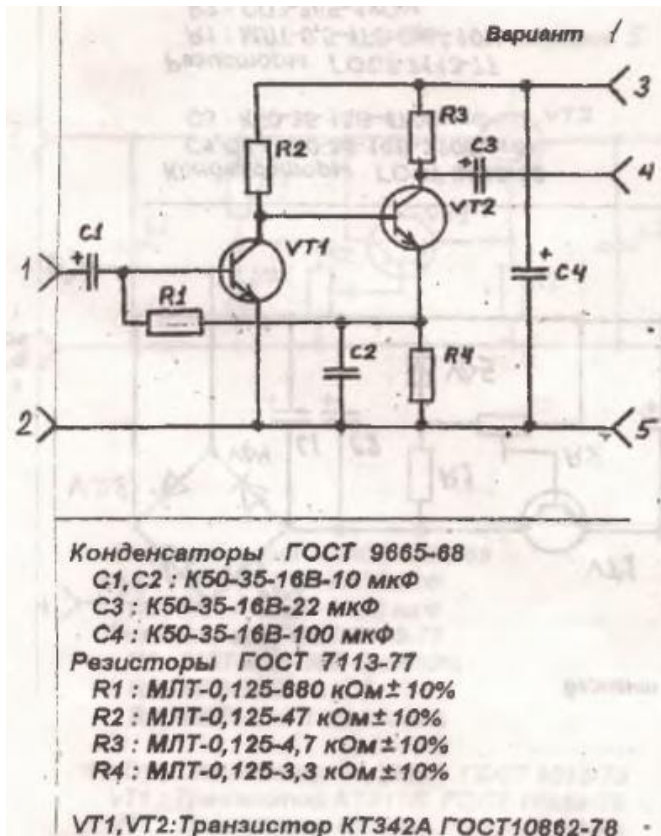 Вариант 1
3
R3
C3
R2
4
VT2
C1
VT1
1
C4
R1
C2
R4
2
5
Конденсаторы ГОСТ 9665-68
C1,C2 : К50-35-16В-10 мкФ
C3 : К50-35-16В-22 мкФ
C4 : К50-35-16В-100 мкФ
Резисторы ГОСТ 7113-77
R1 : МЛТ-0,125-680 кОм±10%
R2 : МЛТ-0,125-47 кОм±10%
R3 : МЛТ-0,125-4,7 кОм±10%
R4 : МЛТ-0,125-3,3 кОм±10%
VT1,VT2:Транзистор КТ342А ГОСТ10862-78